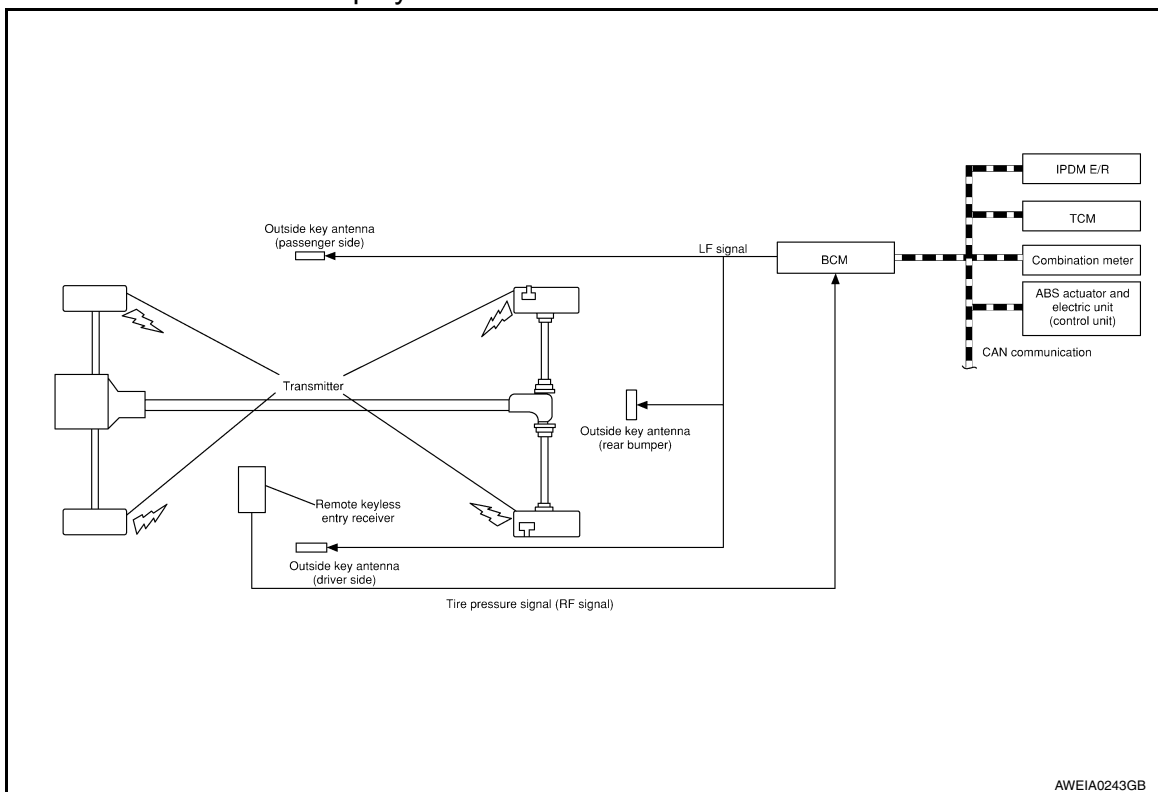 IPDM E/R
TCM
Outside key antenna
(passenger side)
LF signal
BCM
Combination meter
ABS actuator and
electric unit
(control unit)
CAN communication
Transmitter
Outside key antenna
(rear bumper)
Remote keyless
entry receiver
Outside key antenna
(driver side)
Tire pressure signal (RF signal)
AWEIA0243GB